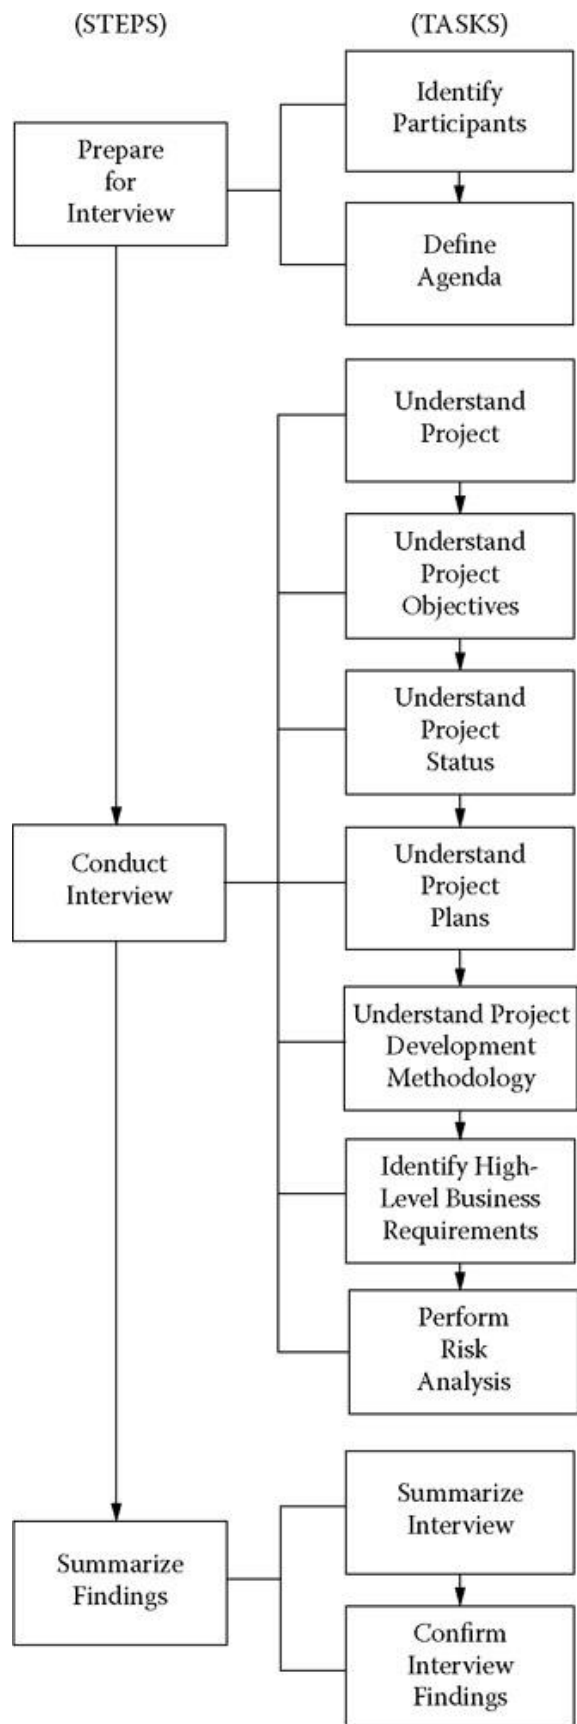 (STEPS)
(TASKS)
Prepare
for
Interview
Identify
Participants
Define
Agenda
Conduct
Interview
Understand
Project
Understand
Project
Objectives
Understand
Project
Status
Understand
Project
Plans
Understand Project
Development
Methodology
Identify High-
Level Business
Requirements
Perform
Risk
Analysis
Summarize
Findings
Summarize
Interview
Confirm
Interview
Findings